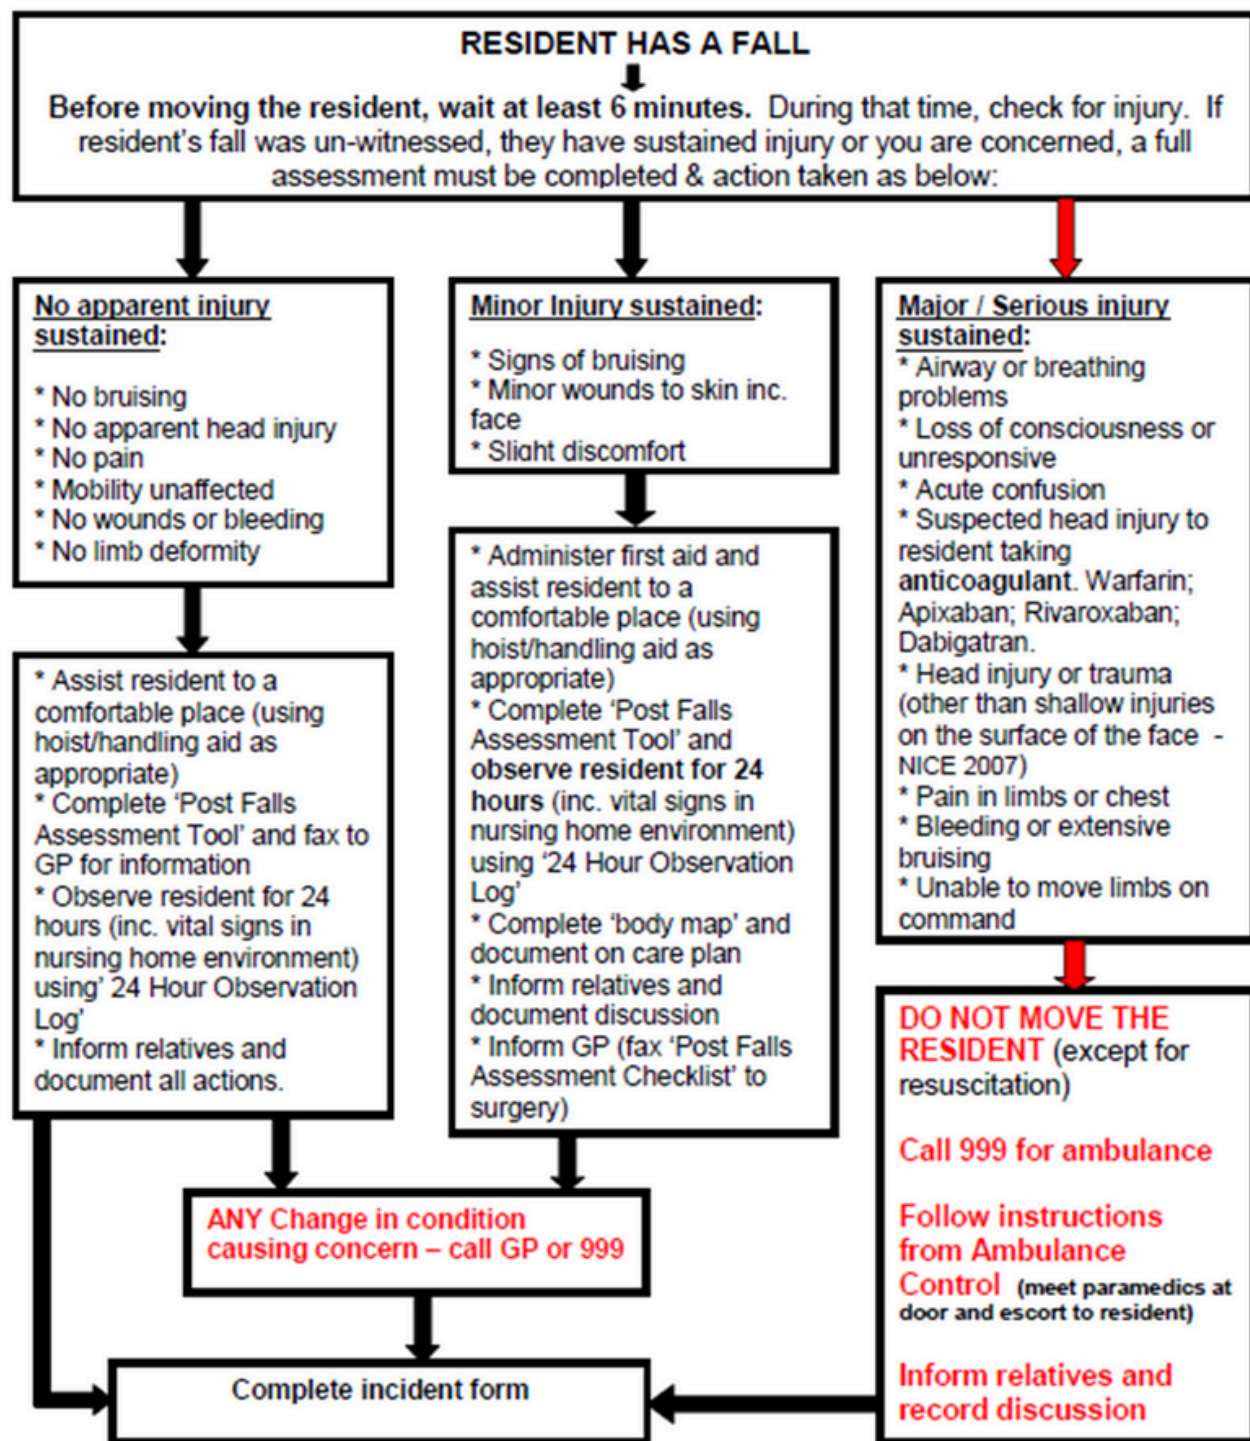 RESIDENT HAS A FALL
Before moving the resident, wait at least 6 minutes. During that time, check for injury. If
resident's fall was un-witnessed, they have sustained injury or you are concerned, a full
assessment must be completed & action taken as below:
No apparent injury
sustained:
* No bruising
* No apparent head injury
* No pain
* Mobility unaffected
* No wounds or bleeding
* No limb deformity
* Assist resident to a
comfortable place (using
hoist/handling aid as
appropriate)
* Complete 'Post Falls
Assessment Tool' and fax to
GP for information
* Observe resident for 24
hours (inc. vital signs in
nursing home environment)
using' 24 Hour Observation
Log'
* Inform relatives and
document all actions.
Minor Injury sustained:
* Signs of bruising
* Minor wounds to skin inc.
face
* Slight discomfort
* Administer first aid and
assist resident to a
comfortable place (using
hoist/handling aid as
appropriate)
* Complete 'Post Falls
Assessment Tool' and
observe resident for 24
hours (inc. vital signs in
nursing home environment)
using '24 Hour Observation
Log'
* Complete 'body map' and
document on care plan
* Inform relatives and
document discussion
* Inform GP (fax 'Post Falls
Assessment Checklist' to
surgery)
Major / Serious injury
sustained:
* Airway or breathing
problems
* Loss of consciousness or
unresponsive
* Acute confusion
* Suspected head injury to
resident taking
anticoagulant. Warfarin;
Apixaban; Rivaroxaban;
Dabigatran.
* Head injury or trauma
(other than shallow injuries
on the surface of the face -
NICE 2007)
* Pain in limbs or chest
* Bleeding or extensive
bruising
* Unable to move limbs on
command
DO NOT MOVE THE
RESIDENT (except for
resuscitation)
Call 999 for ambulance
Follow instructions
from Ambulance
Control (meet paramedics at
door and escort to resident)
Inform relatives and
record discussion
ANY Change in condition
causing concern – call GP or 999
Complete incident form